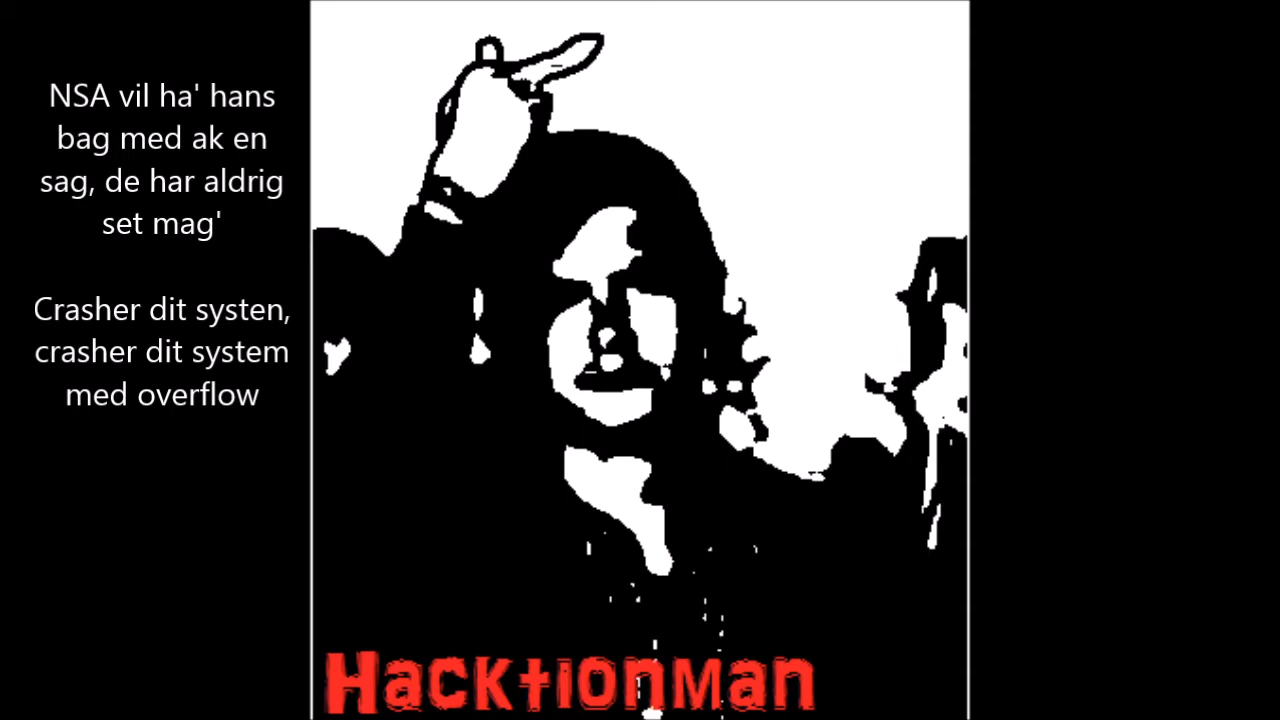 NSA vil ha' hans
bag med ak en
sag, de har aldrig
set mag'
Crasher dit systen,
crasher dit system
med overflow
Hacktionman